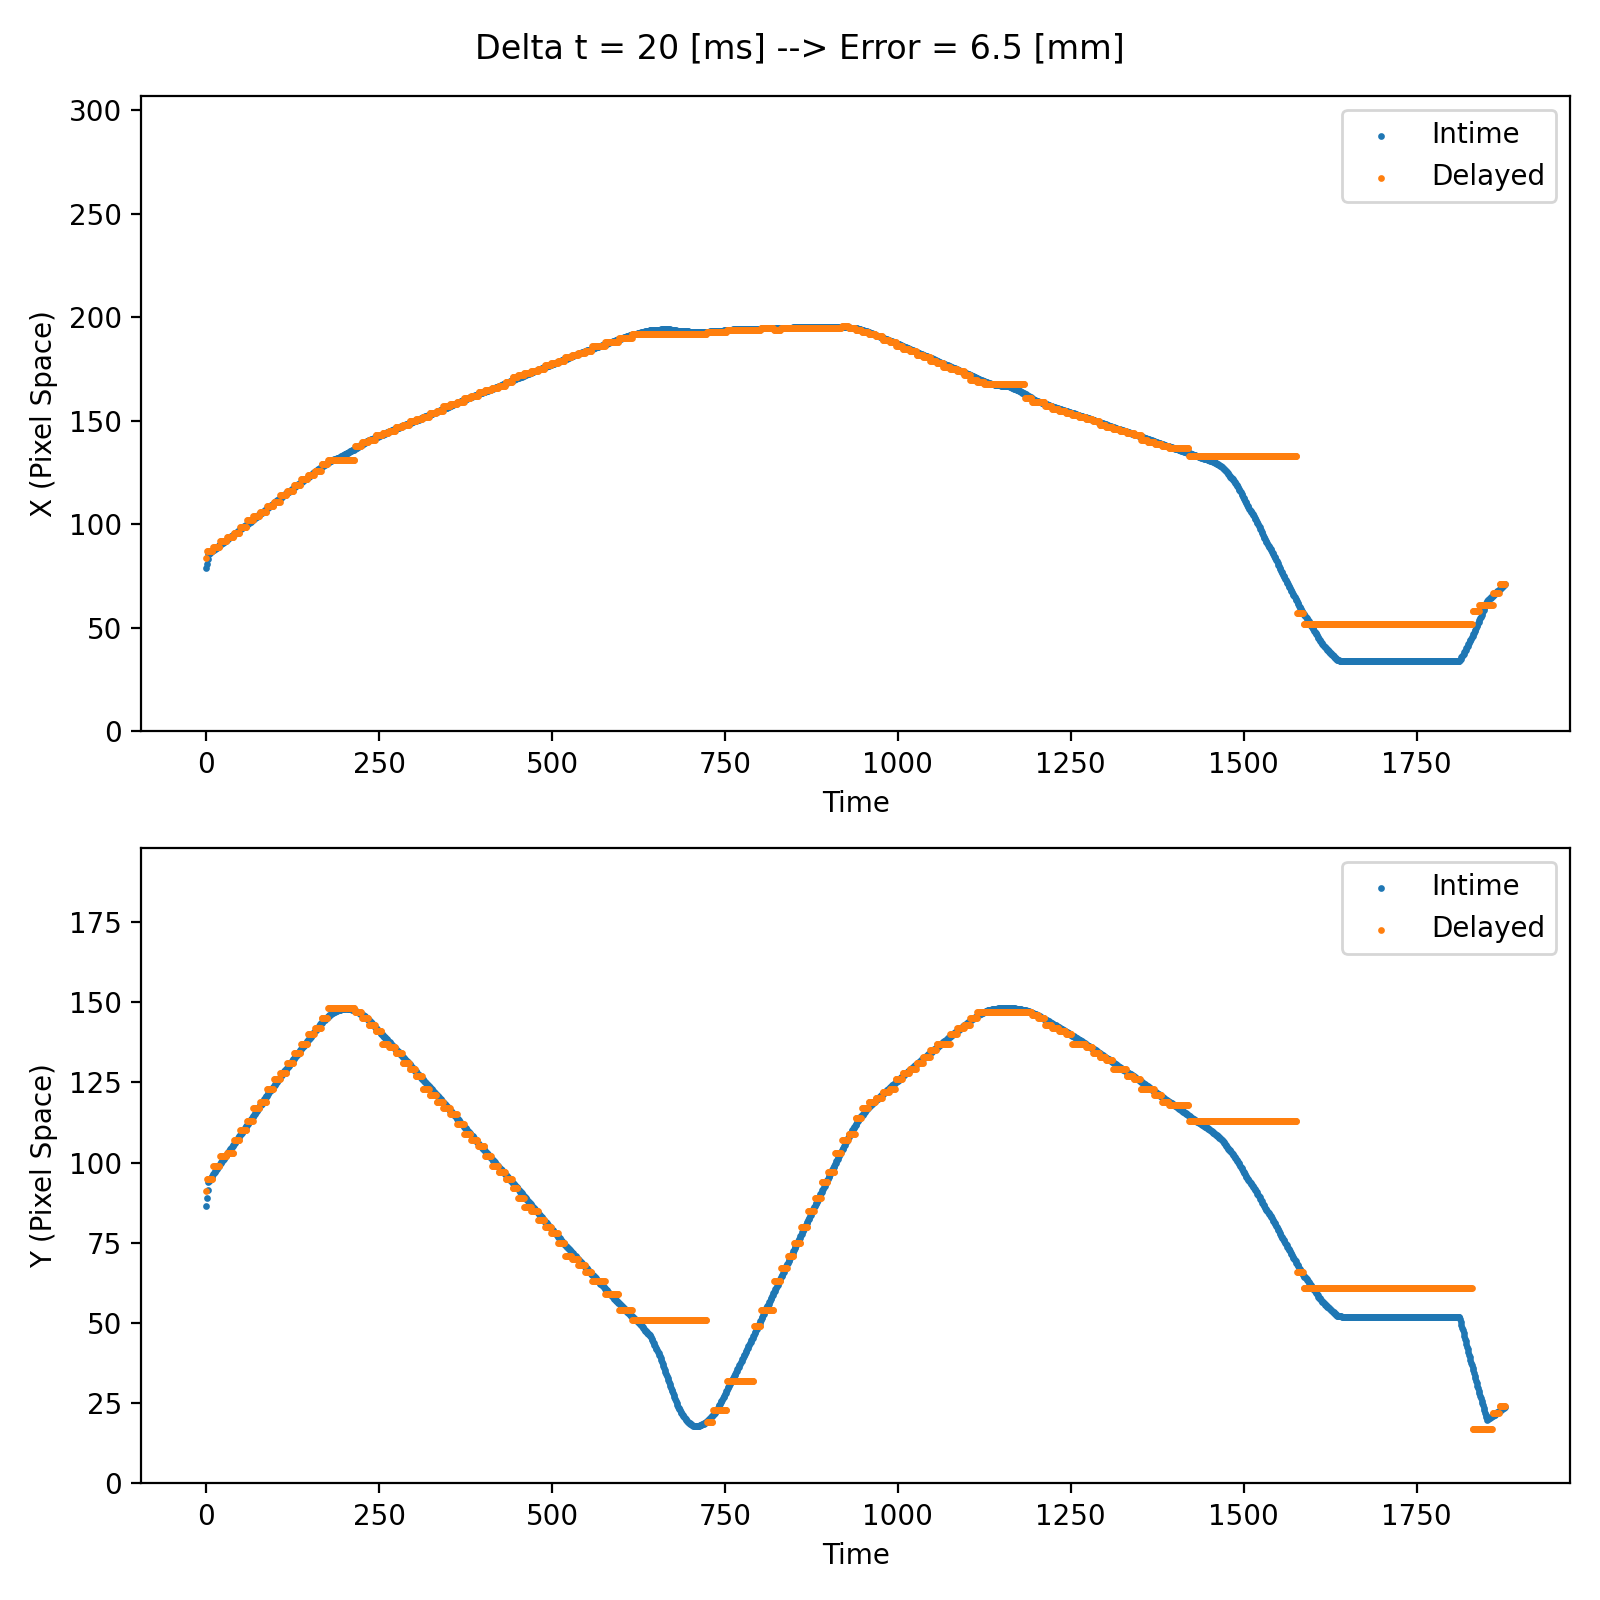 Delta t = 20 [ms] --> Error = 6.5 [mm]
300
250
200
150
100
50
0
X (Pixel Space)
Intime
Delayed
0 250 500 750 1000 1250 1500 1750
Time
175
150
125
100
75
50
25
0
Y (Pixel Space)
Intime
Delayed
0 250 500 750 1000 1250 1500 1750
Time